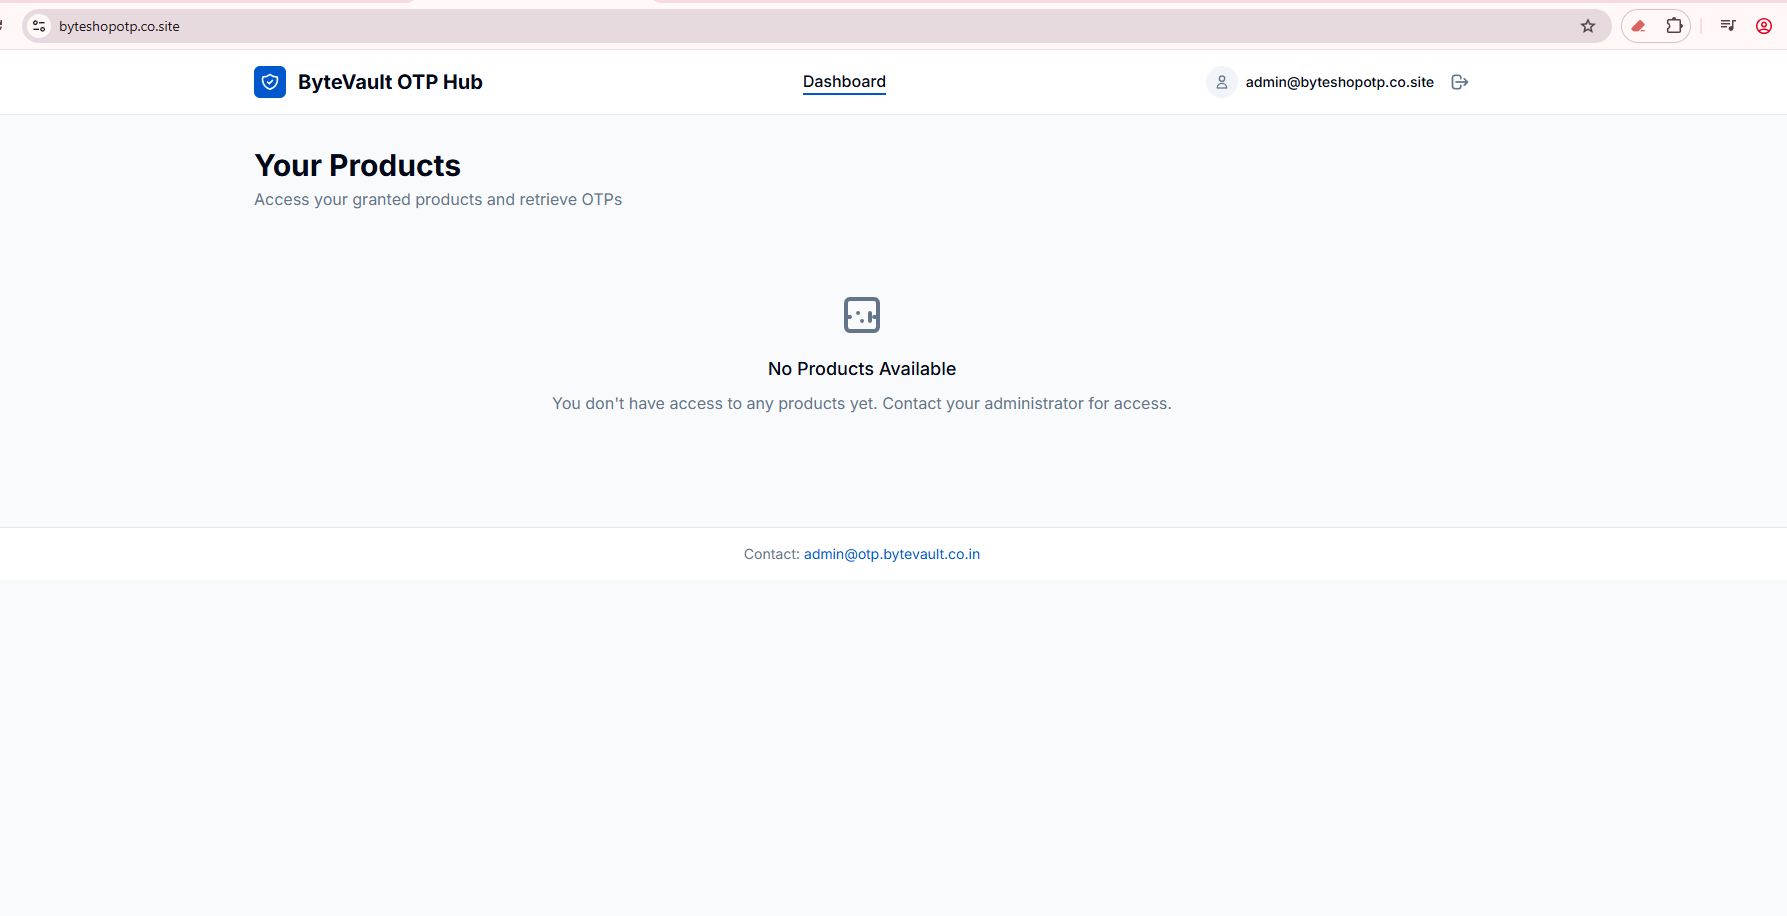 byteshopotp.co.site
ByteVault OTP Hub
Dashboard
admin@byteshopotp.co.site
Your Products
Access your granted products and retrieve OTPs
No Products Available
You don't have access to any products yet. Contact your administrator for access.
Contact: admin@otp.bytevault.co.in